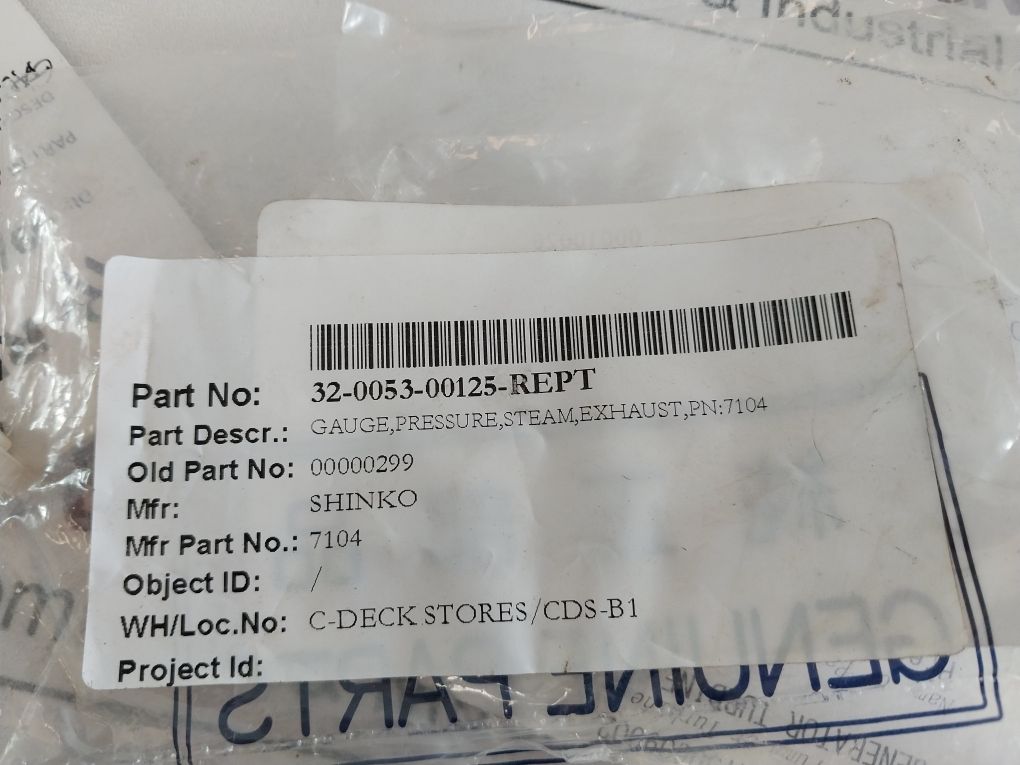 & Industrial
Part No: 32-0053-00125-REPT
Part Descr.: GAUGE,PRESSURE,STEAM,EXHAUST,PN:7104
Old Part No: 00000299
Mfr: SHINKO
Mfr Part No.: 7104
Object ID: /
WH/Loc.No: C-DECK STORES/CDS-B1
Project Id:
GENUINE PARTS
GENERATOR TURBINE